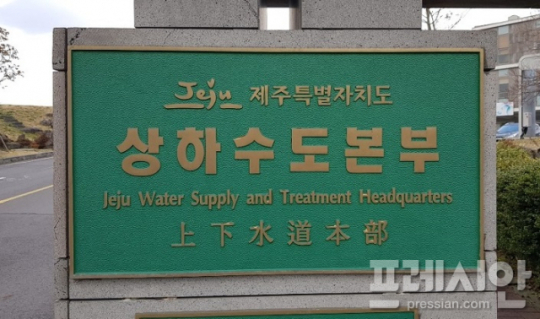 Jeju 제주특별자치도
상하수도본부
Jeju Water Supply and Treatment Headquarters
上下水道本部
프레시안
pressian.com